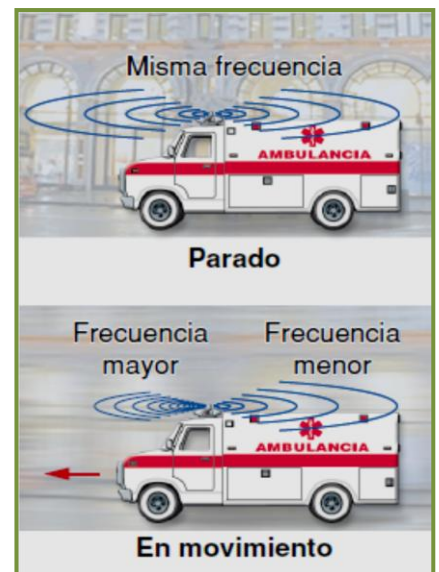 Misma frecuencia
AMBULANCIA
Parado
Frecuencia
mayor
Frecuencia
menor
AMBULANCIA
En movimiento